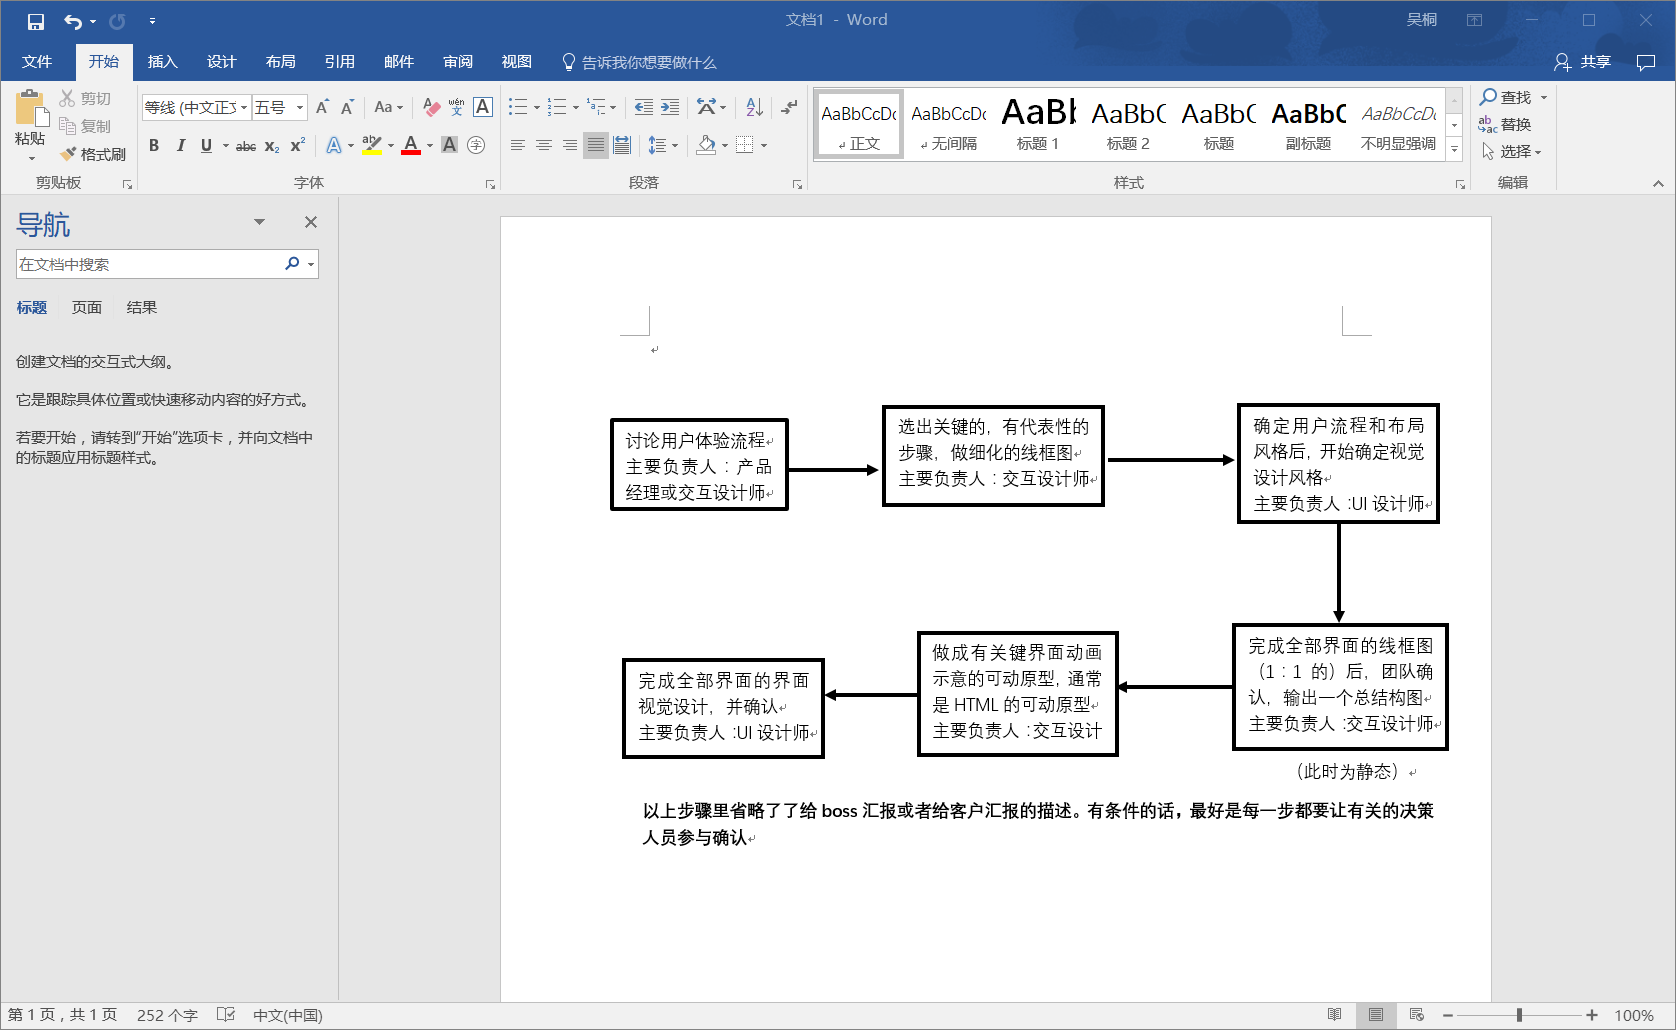 文档1 - Word
吴桐
文件
开始
插入
设计
布局
引用
邮件
审阅
视图
告诉我你想要做什么
共享
粘贴
剪切
复制
格式刷
剪贴板
等线 (中文正文
五号
A A Aa wén 文 A
B I U abc x₂ x² A ab A A 字
字体
段落
AaBbCcDc
正文
AaBbCcDc
无间隔
AaBb
标题 1
AaBbC
标题 2
AaBbC
标题
AaBbC
副标题
AaBbCcDc
不明显强调
样式
查找
替换
选择
编辑
导航
在文档中搜索
标题
页面
结果
创建文档的交互式大纲。
它是跟踪具体位置或快速移动内容的好方式。
若要开始，请转到"开始"选项卡，并向文档中
的标题应用标题样式。
讨论用户体验流程
主要负责人：产品
经理或交互设计师
选出关键的，有代表性的
步骤，做细化的线框图
主要负责人：交互设计师
确定用户流程和布局
风格后，开始确定视觉
设计风格
主要负责人：UI 设计师
完成全部界面的界面
视觉设计，并确认
主要负责人：UI 设计师
做成有关键界面动画
示意的可动原型，通常
是 HTML 的可动原型
主要负责人：交互设计
完成全部界面的线框图
（1：1 的）后，团队确
认，输出一个总结构图
主要负责人：交互设计师
（此时为静态）
以上步骤里省略了了给 boss 汇报或者给客户汇报的描述。有条件的话，最好是每一步都要让有关的决策
人员参与确认
第 1 页，共 1 页
252 个字
中文(中国)
100%